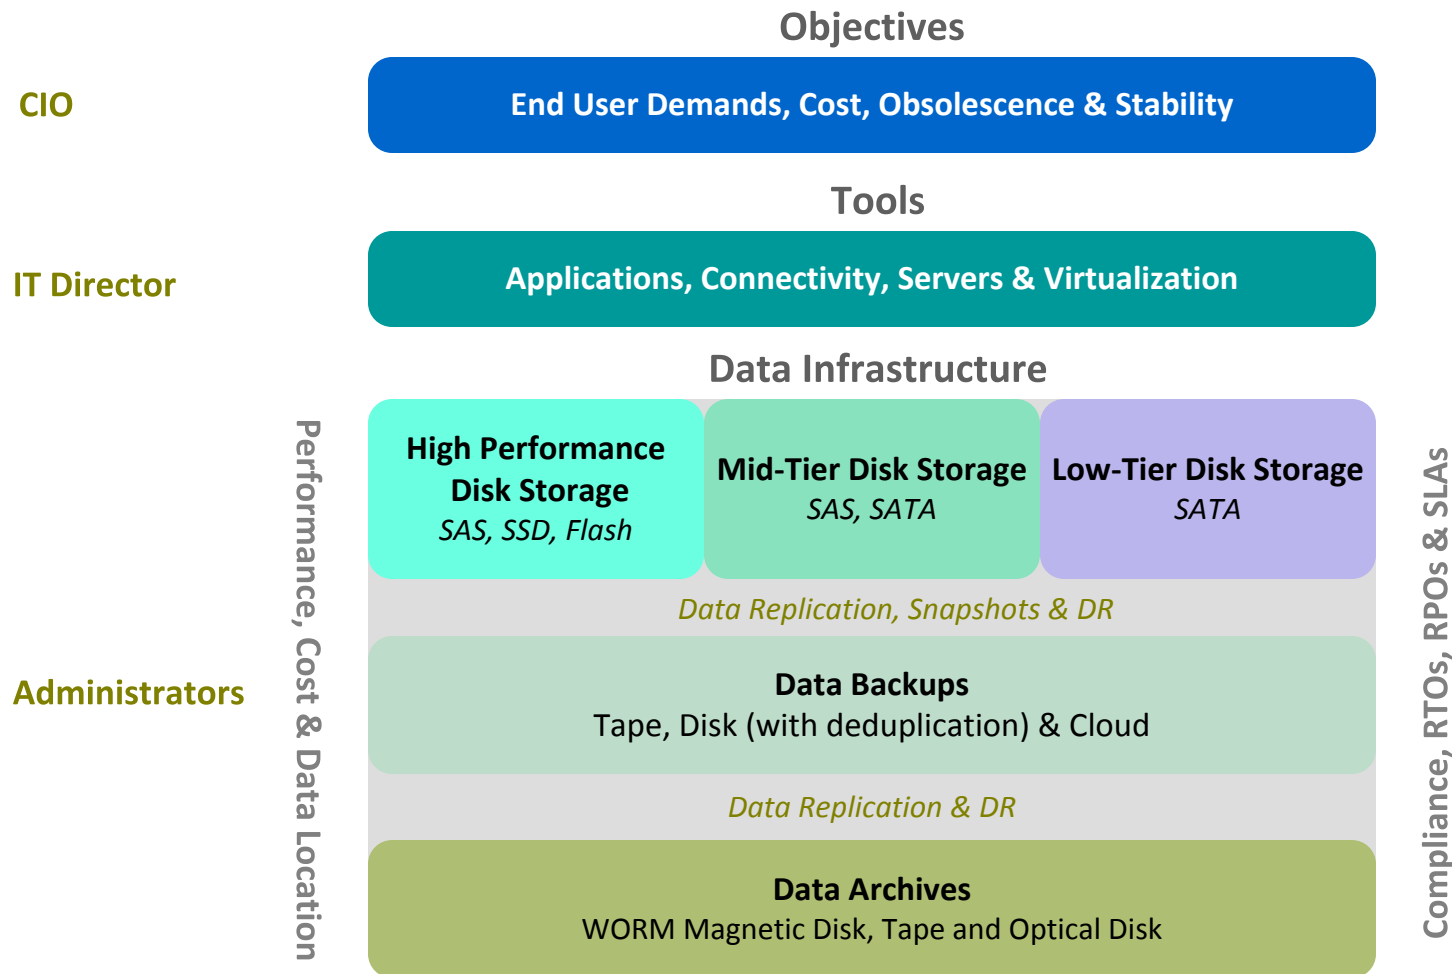 Objectives
CIO
End User Demands, Cost, Obsolescence & Stability
Tools
IT Director
Applications, Connectivity, Servers & Virtualization
Data Infrastructure
High Performance
Disk Storage
SAS, SSD, Flash
Mid-Tier Disk Storage
SAS, SATA
Low-Tier Disk Storage
SATA
Data Replication, Snapshots & DR
Administrators
Performance, Cost & Data Location
Data Backups
Tape, Disk (with deduplication) & Cloud
Data Replication & DR
Data Archives
WORM Magnetic Disk, Tape and Optical Disk
Compliance, RTOs, RPOs & SLAs